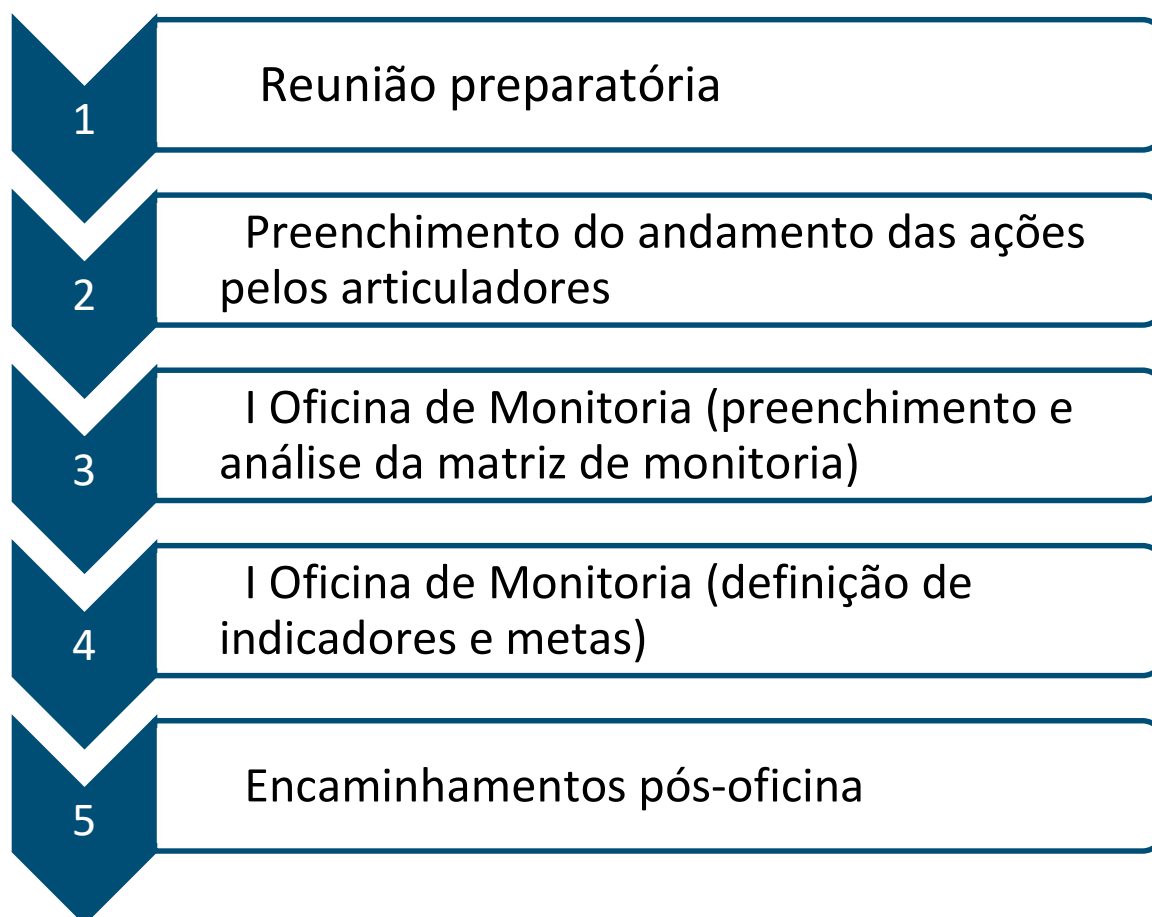 1
Reunião preparatória
2
Preenchimento do andamento das ações
pelos articuladores
3
I Oficina de Monitoria (preenchimento e
análise da matriz de monitoria)
4
I Oficina de Monitoria (definição de
indicadores e metas)
5
Encaminhamentos pós-oficina